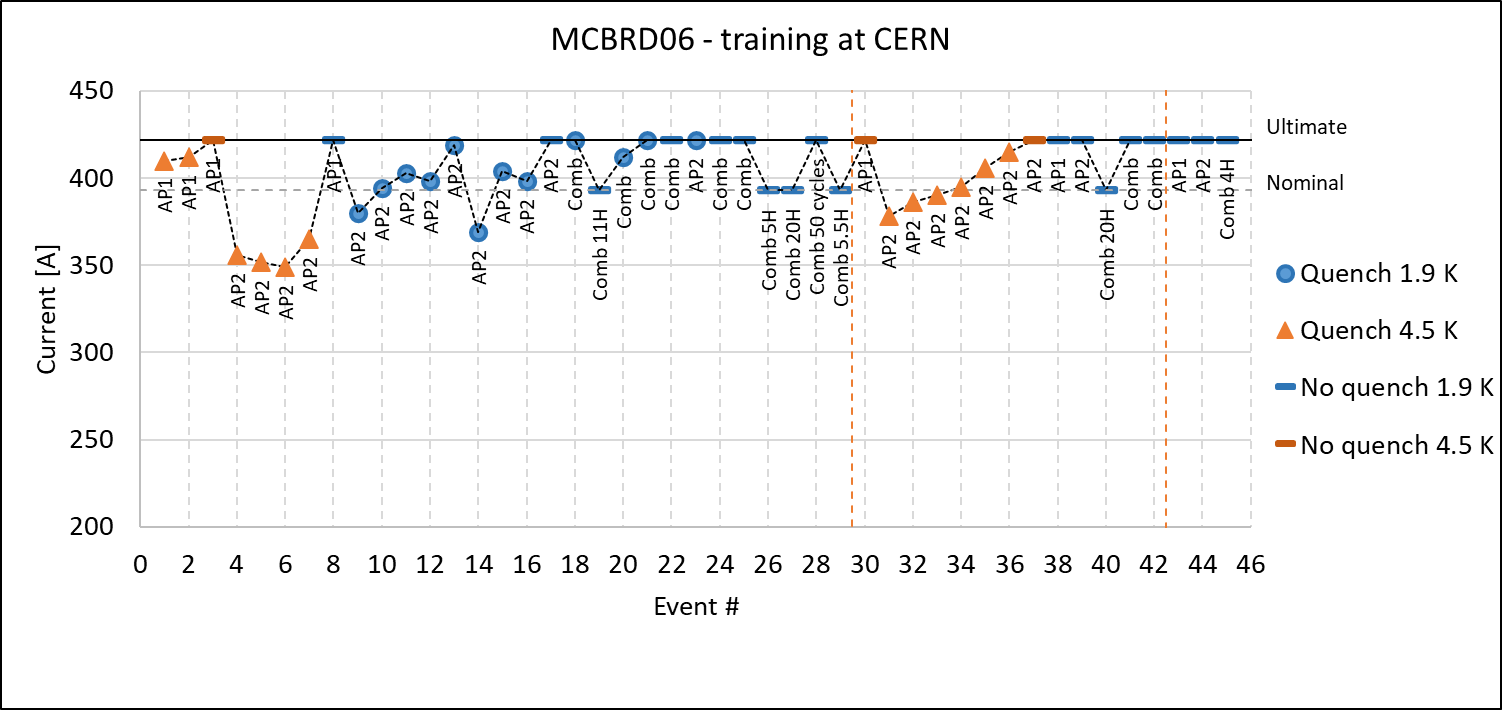 MCBRD06 - training at CERN
450
400
350
300
250
200
Current [A]
Ultimate
Nominal
AP1
AP1
AP1
AP2
AP2
AP2
AP2
AP1
AP2
AP2
AP2
AP2
AP2
AP2
AP2
AP2
AP2
Comb
Comb 11H
Comb
Comb
Comb
AP2
Comb
Comb
Comb 5H
Comb 20H
Comb 50 cycles
Comb 5.5H
AP1
AP2
AP2
AP2
AP2
AP2
AP2
AP2
AP1
AP2
Comb 20H
Comb
Comb
AP1
AP2
Comb 4H
Quench 1.9 K
Quench 4.5 K
No quench 1.9 K
No quench 4.5 K
0 2 4 6 8 10 12 14 16 18 20 22 24 26 28 30 32 34 36 38 40 42 44 46
Event #